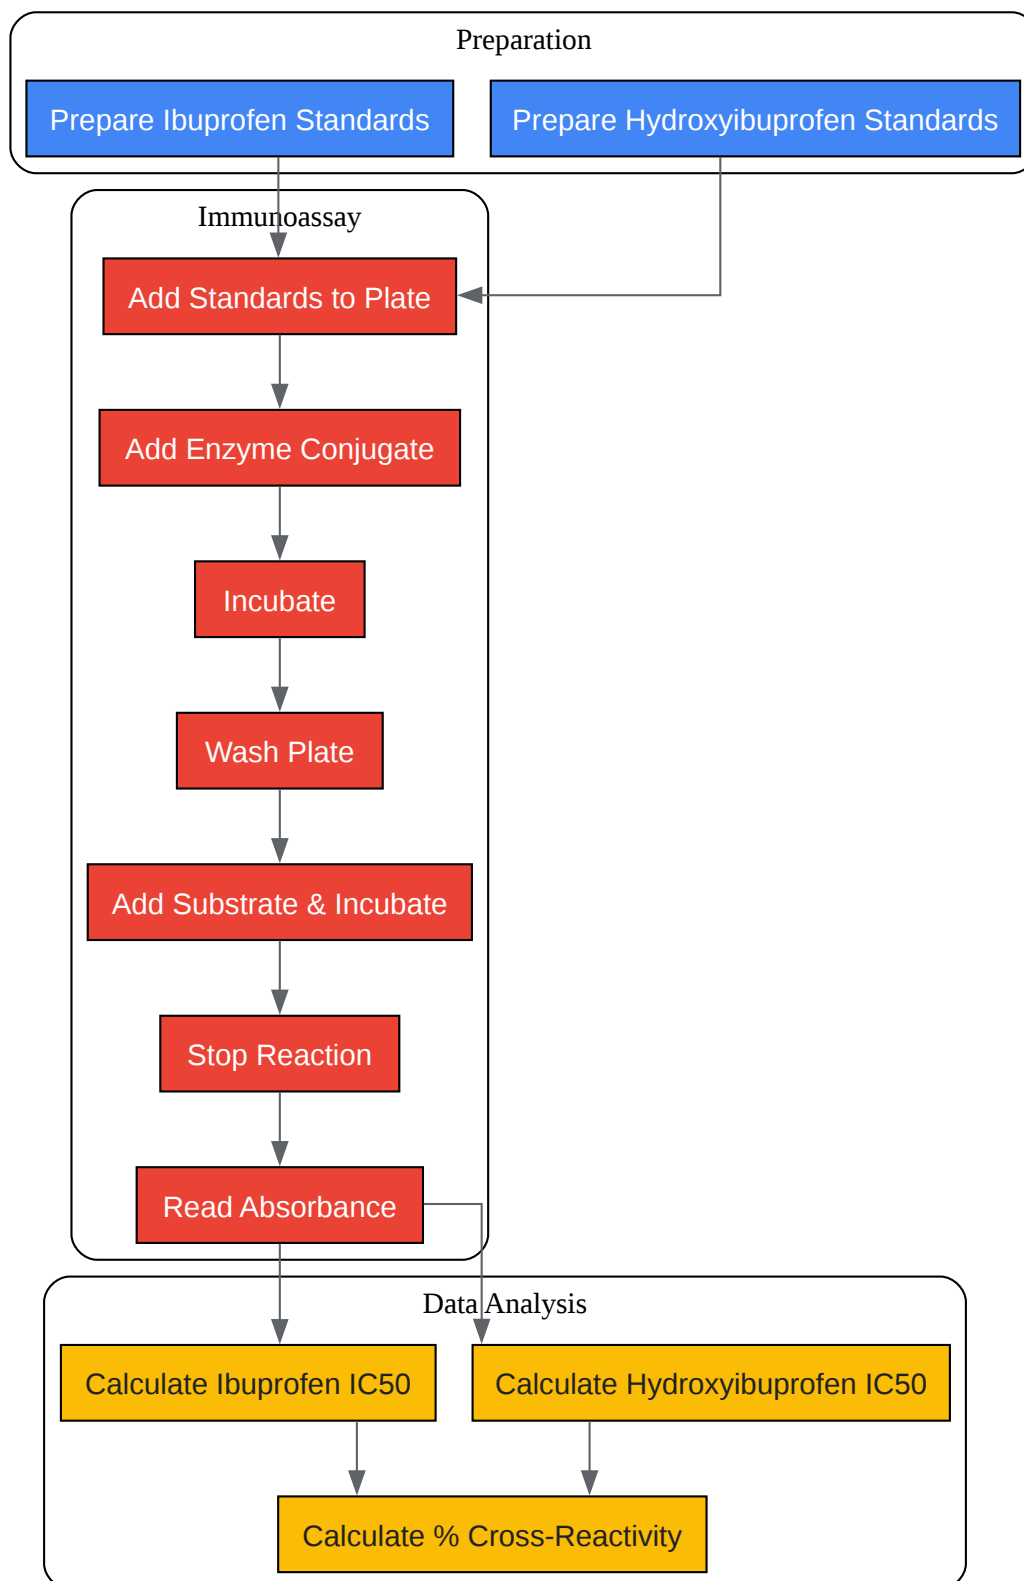 Preparation
Prepare Ibuprofen Standards
Prepare Hydroxyibuprofen Standards
Immunoassay
Add Standards to Plate
Add Enzyme Conjugate
Incubate
Wash Plate
Add Substrate & Incubate
Stop Reaction
Read Absorbance
Data Analysis
Calculate Ibuprofen IC50
Calculate Hydroxyibuprofen IC50
Calculate % Cross-Reactivity